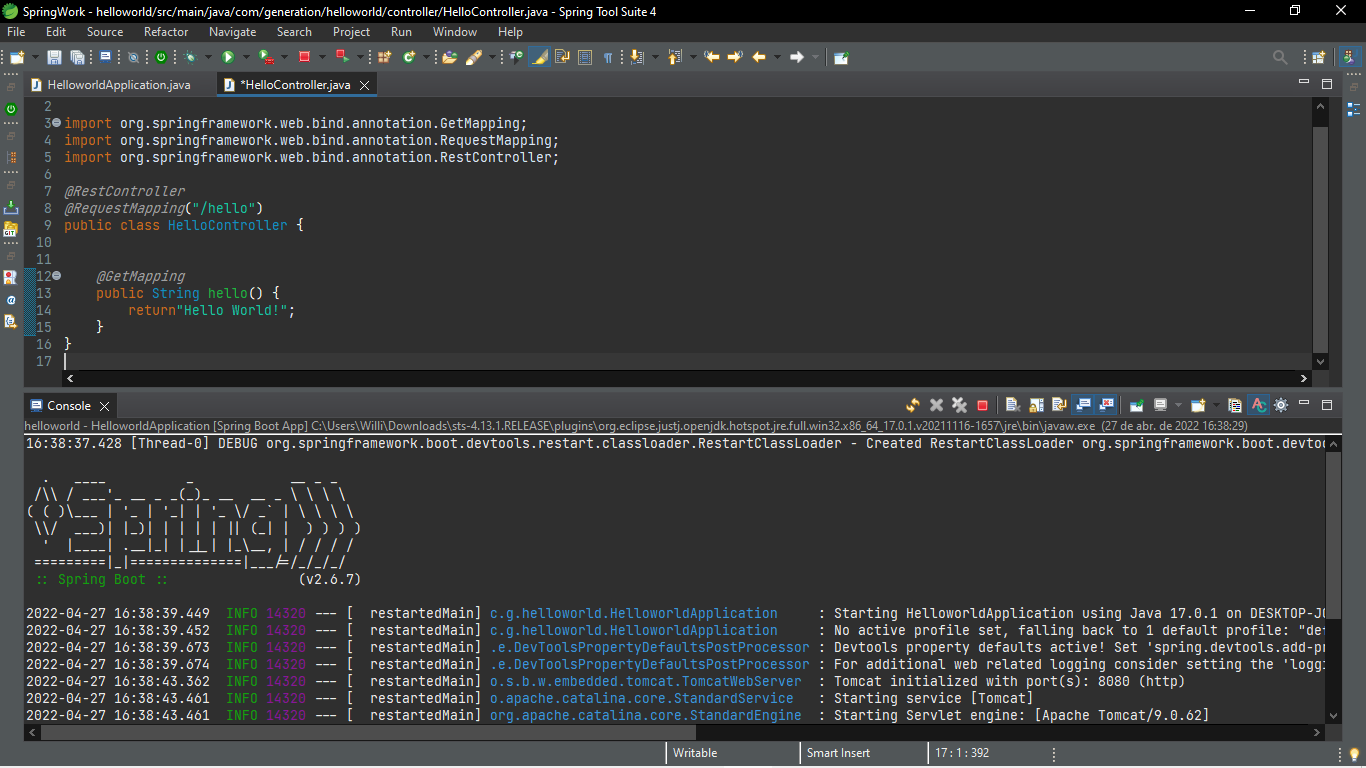 SpringWork - helloworld/src/main/java/com/generation/helloworld/controller/HelloController.java - Spring Tool Suite 4
File Edit Source Refactor Navigate Search Project Run Window Help
HelloworldApplication.java *HelloController.java
2
3 import org.springframework.web.bind.annotation.GetMapping;
4 import org.springframework.web.bind.annotation.RequestMapping;
5 import org.springframework.web.bind.annotation.RestController;
6
7 @RestController
8 @RequestMapping("/hello")
9 public class HelloController {
10
11
12 @GetMapping
13 public String hello() {
14 return"Hello World!";
15 }
16 }
17
Console
helloworld - HelloworldApplication [Spring Boot App] C:\Users\Willi\Downloads\sts-4.13.1.RELEASE\plugins\org.eclipse.justj.openjdk.hotspot.jre.full.win32.x86_64_17.0.1.v20211116-1657\jre\bin\javaw.exe (27 de abr. de 2022 16:38:29)
16:38:37.428 [Thread-0] DEBUG org.springframework.boot.devtools.restart.classloader.RestartClassLoader - Created RestartClassLoader org.springframework.boot.devto
Spring
:: Spring Boot :: (v2.6.7)
2022-04-27 16:38:39.449 INFO 14320 --- [ restartedMain] c.g.helloworld.HelloworldApplication : Starting HelloworldApplication using Java 17.0.1 on DESKTOP-J
2022-04-27 16:38:39.452 INFO 14320 --- [ restartedMain] c.g.helloworld.HelloworldApplication : No active profile set, falling back to 1 default profile: "de
2022-04-27 16:38:39.673 INFO 14320 --- [ restartedMain] .e.DevToolsPropertyDefaultsPostProcessor : Devtools property defaults active! Set 'spring.devtools.add-p
2022-04-27 16:38:39.674 INFO 14320 --- [ restartedMain] .e.DevToolsPropertyDefaultsPostProcessor : For additional web related logging consider setting the 'logg
2022-04-27 16:38:43.362 INFO 14320 --- [ restartedMain] o.s.b.w.embedded.tomcat.TomcatWebServer : Tomcat initialized with port(s): 8080 (http)
2022-04-27 16:38:43.461 INFO 14320 --- [ restartedMain] o.apache.catalina.core.StandardService : Starting service [Tomcat]
2022-04-27 16:38:43.461 INFO 14320 --- [ restartedMain] org.apache.catalina.core.StandardEngine : Starting Servlet engine: [Apache Tomcat/9.0.62]
Writable Smart Insert 17 : 1 : 392